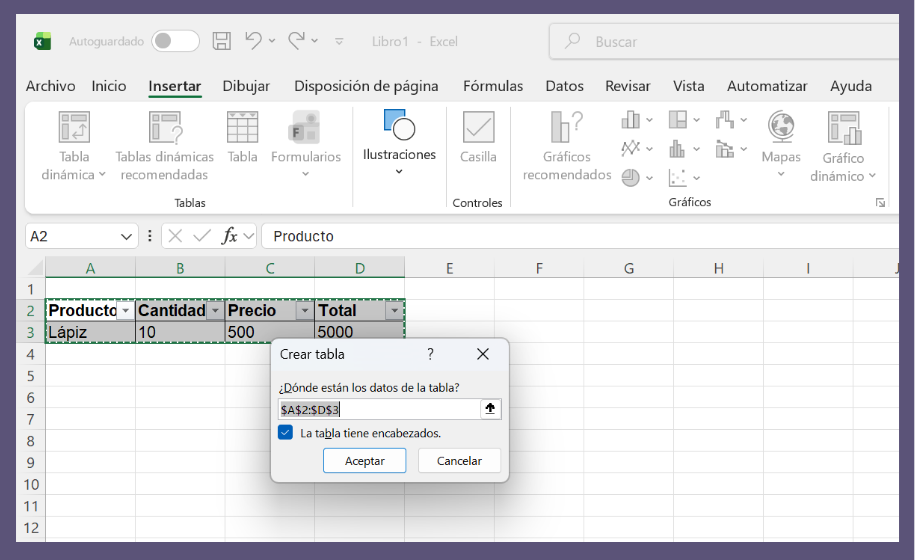 Autoguardado Libro1 - Excel Buscar
Archivo Inicio Insertar Dibujar Disposición de página Fórmulas Datos Revisar Vista Automatizar Ayuda
Tabla dinámica
Tablas dinámicas recomendadas
Tabla
Formularios
Ilustraciones
Casilla
Gráficos recomendados
Mapas
Gráfico dinámico
Tablas Controles Gráficos
A2 fx Producto
A B C D E F G H I J
1
2 Producto Cantidad Precio Total
3 Lápiz 10 500 5000
4
5
6
7
8
9
10
11
12
Crear tabla ?
¿Dónde están los datos de la tabla?
$A$2:$D$3
La tabla tiene encabezados.
Aceptar Cancelar